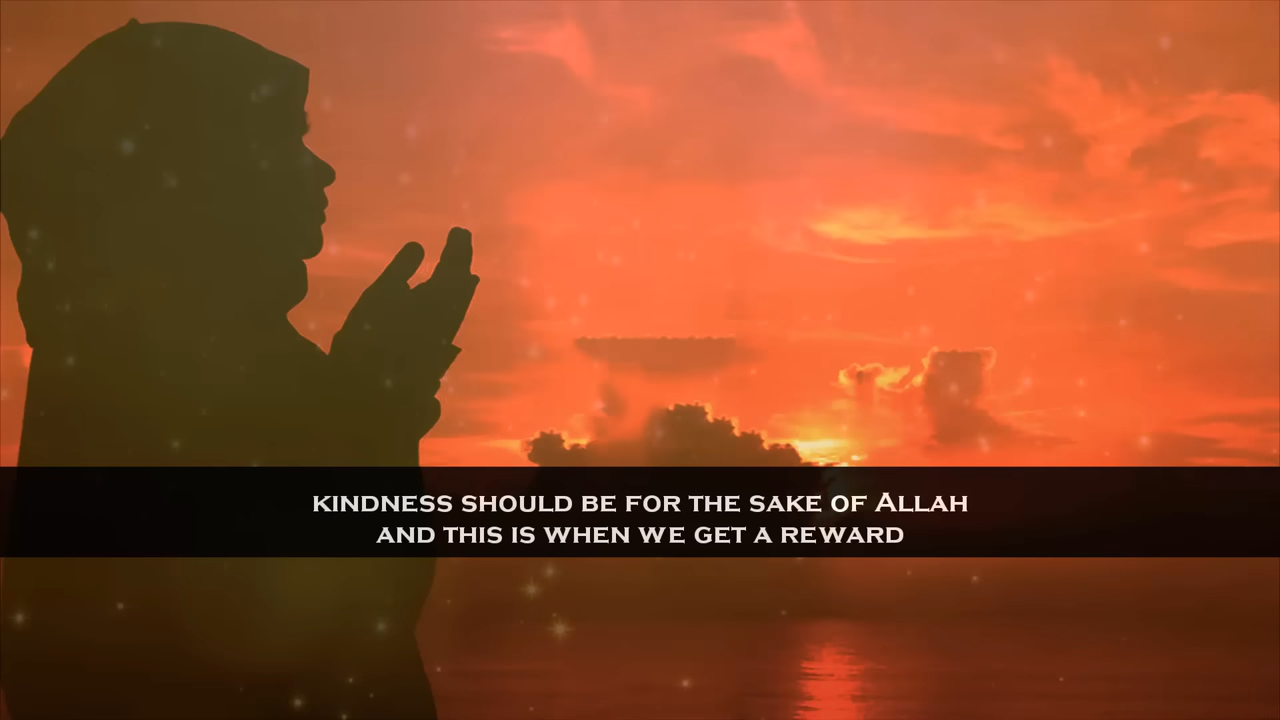 KINDNESS SHOULD BE FOR THE SAKE OF ALLAH
AND THIS IS WHEN WE GET A REWARD